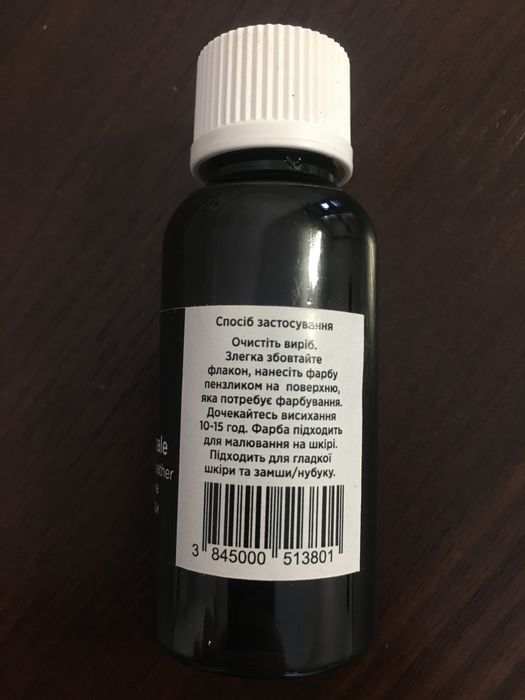 Спосіб застосування
Очистіть виріб.
Злегка збовтайте
флакон, нанесіть фарбу
пензликом на поверхню,
яка потребує фарбування.
Дочекайтесь висихання
10-15 год. Фарба підходить
для малювання на шкірі.
Підходить для гладкої
шкіри та замши/нубуку.
3 845000 513801